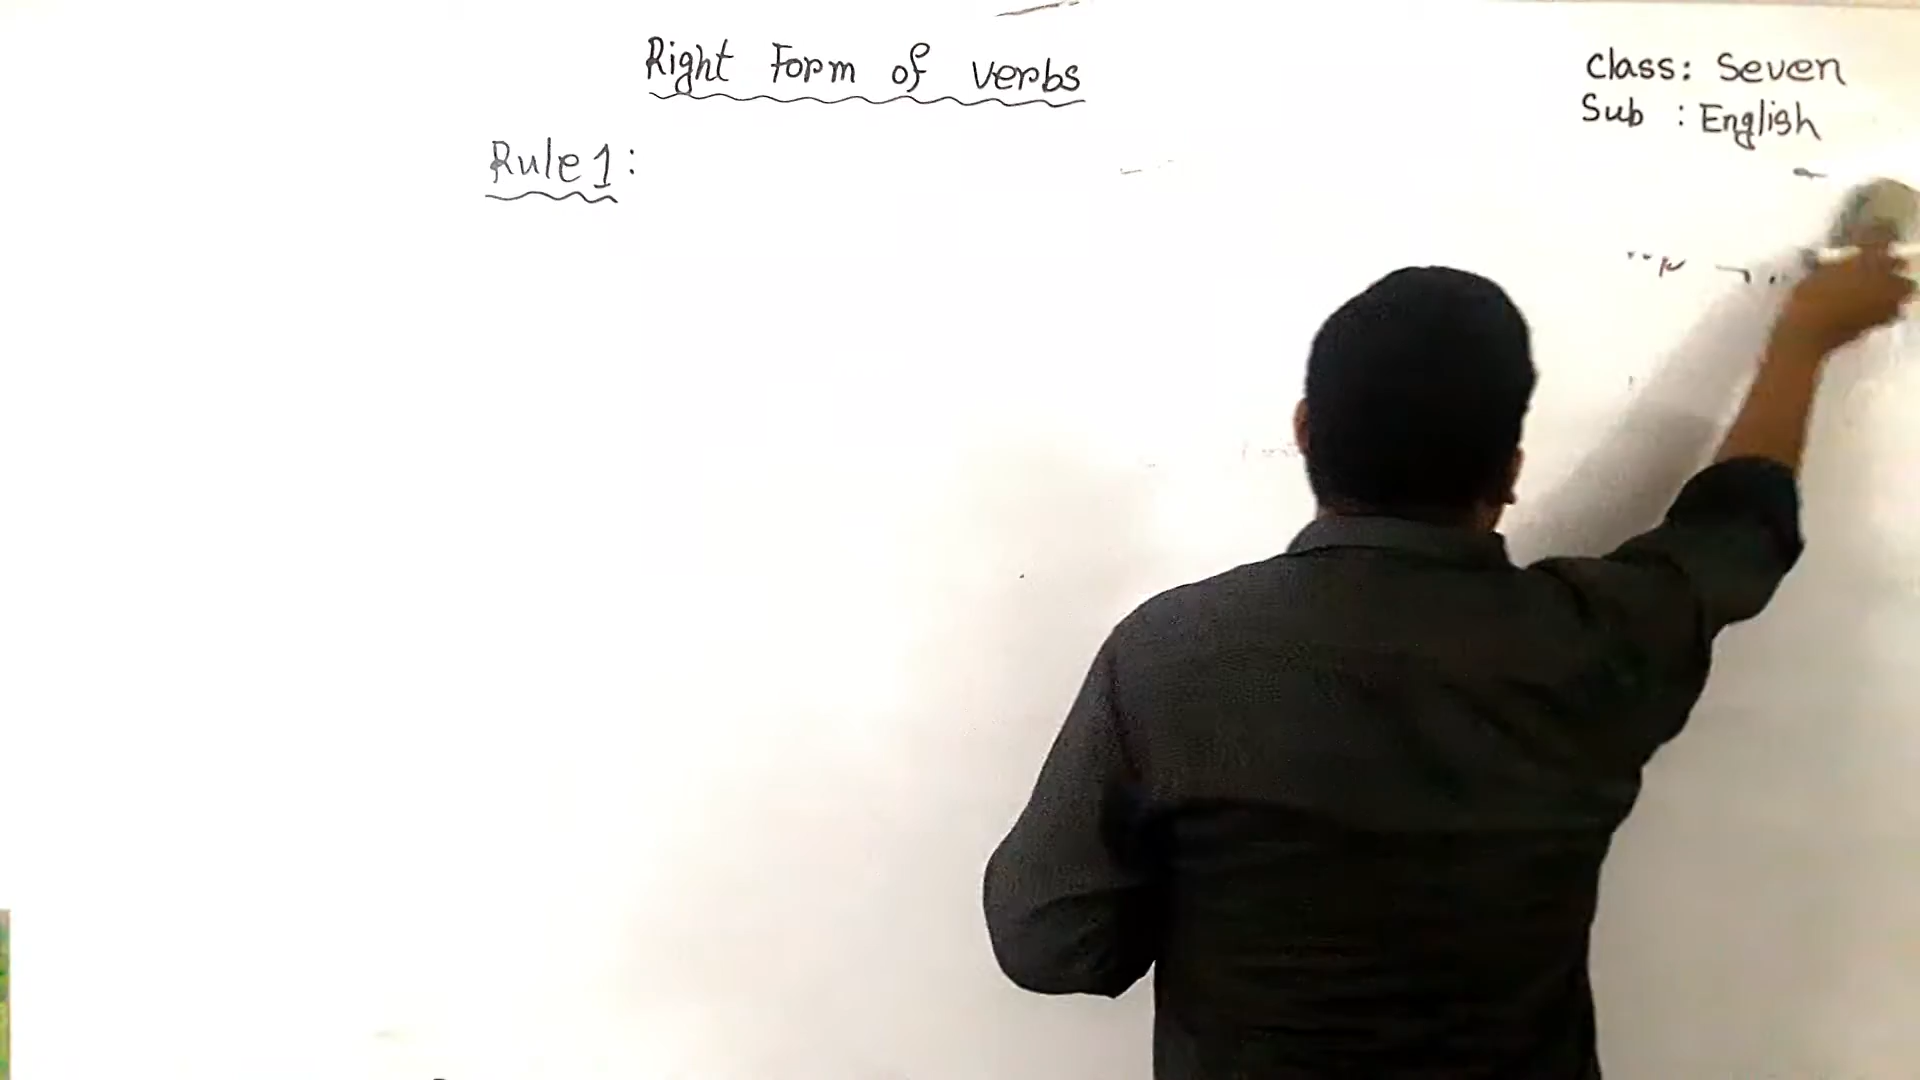 Right Form of verbs
Class: Seven
Sub : English
Rule 1: